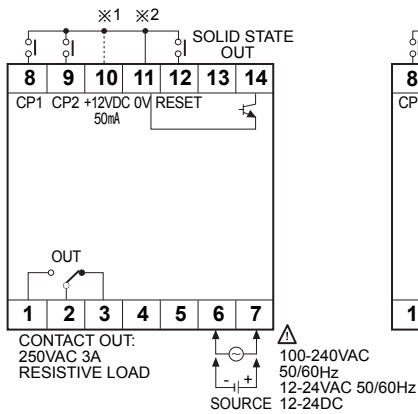 ※1 ※2
SOLID STATE
OUT
8 9 10 11 12 13 14
CP1 CP2 +12VDC 0V RESET
50mA
OUT
1 2 3 4 5 6 7
CONTACT OUT:
250VAC 3A
RESISTIVE LOAD
100-240VAC
50/60Hz
12-24VAC 50/60Hz
- +
SOURCE 12-24DC
8
CP
1